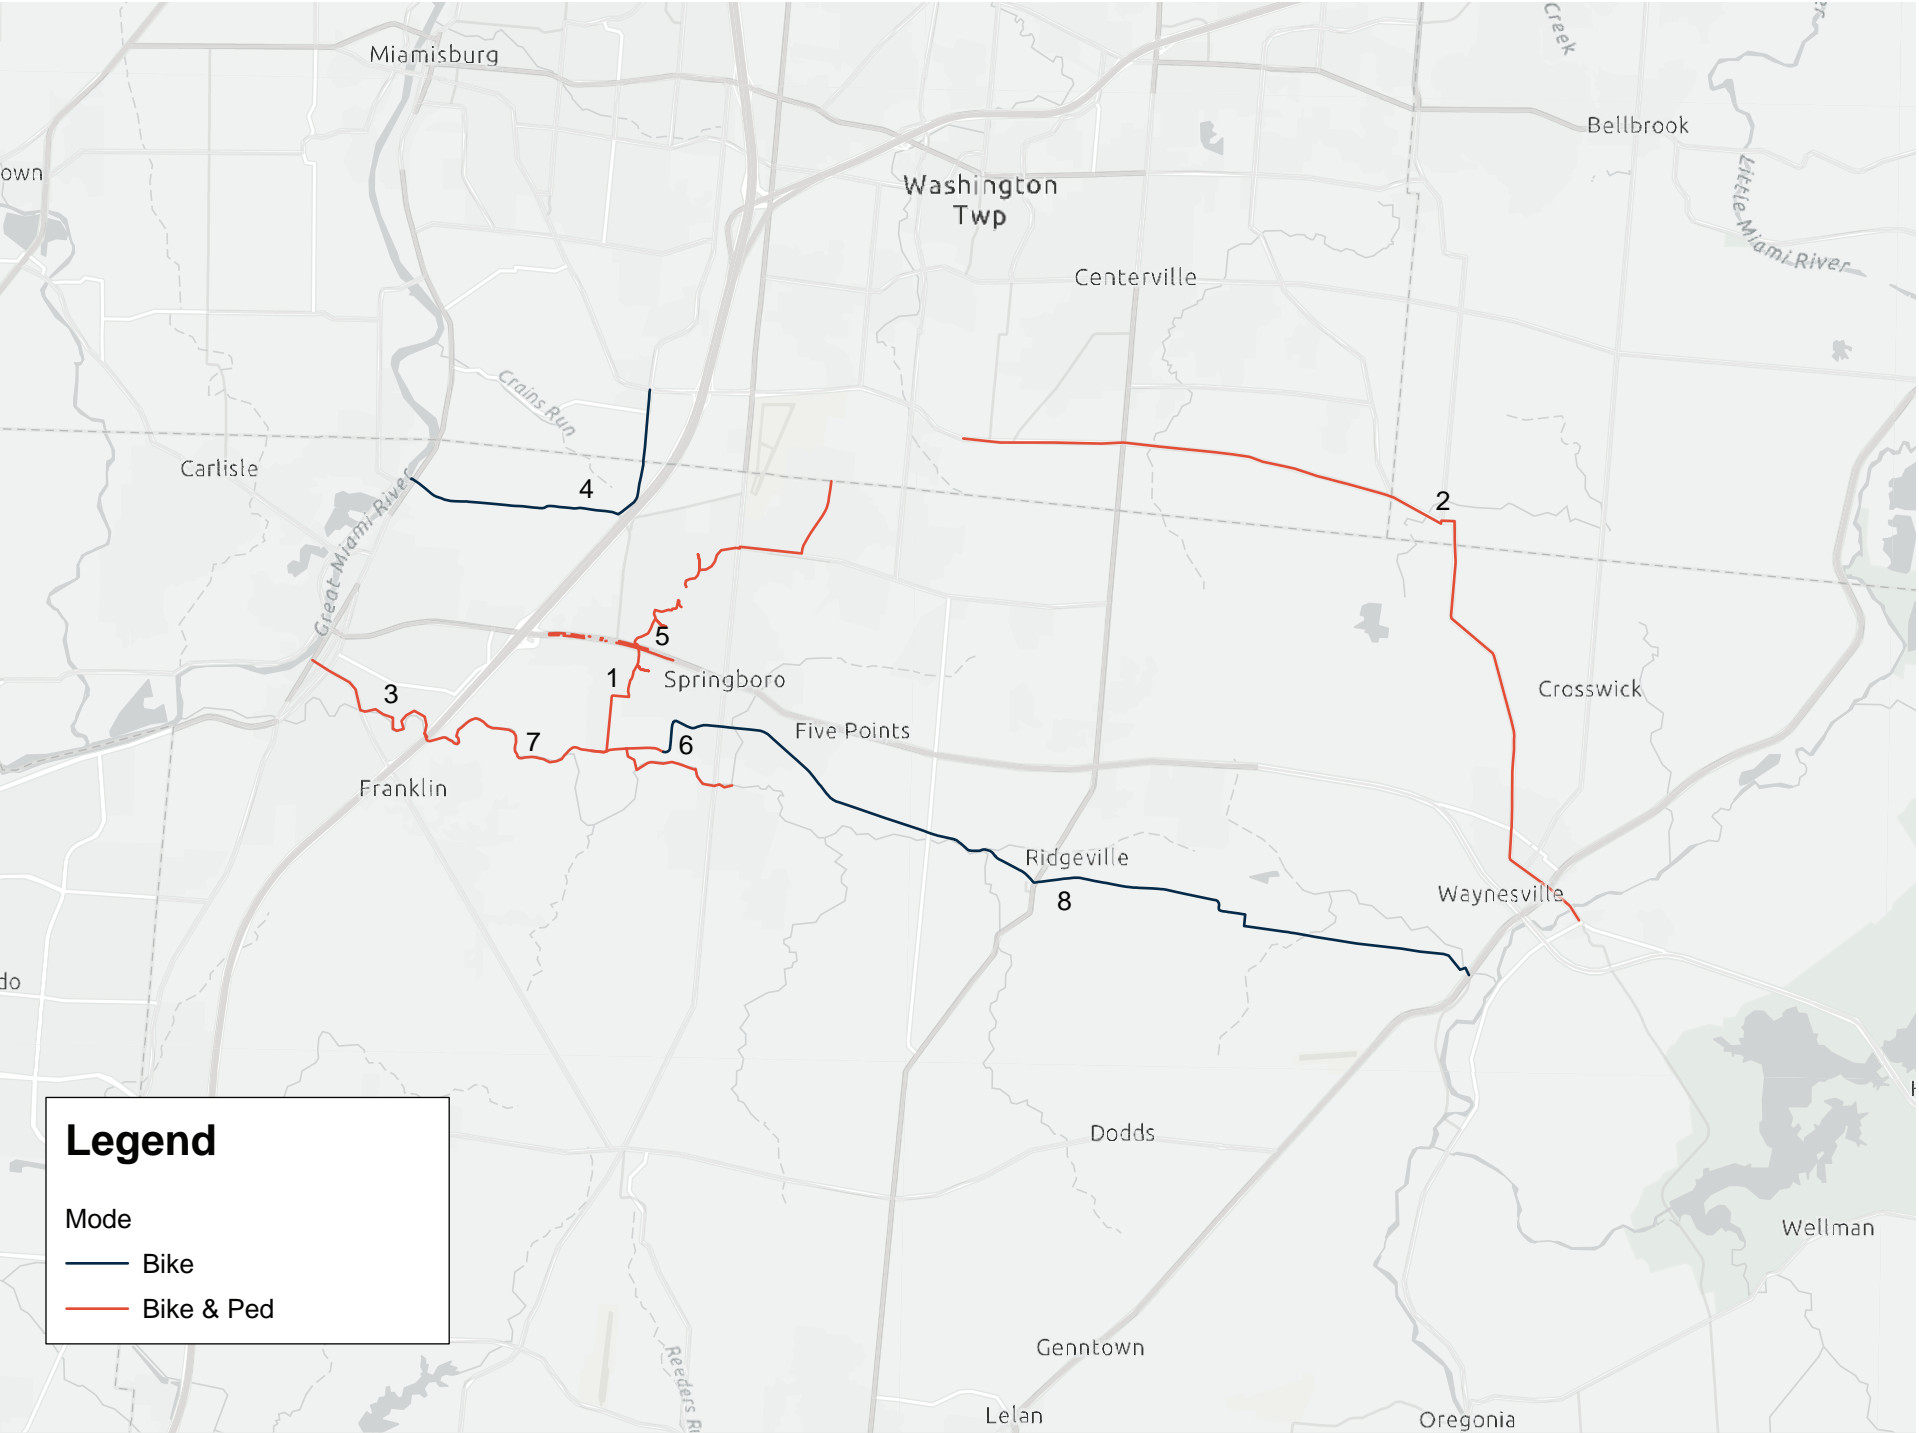 Miamisburg
Creek
Bellbrook
own
Washington
Twp
Little Miami River
Centerville
Crains Run
Carlisle
4
2
Great Miami River
5
1
Springboro
Crosswick
3
Five Points
7
6
Franklin
Ridgeville
Waynesville
8
do
Dodds
Legend
Mode
Bike
Bike & Ped
Wellman
Genntown
Reeders Ru
Lelan
Oregonia